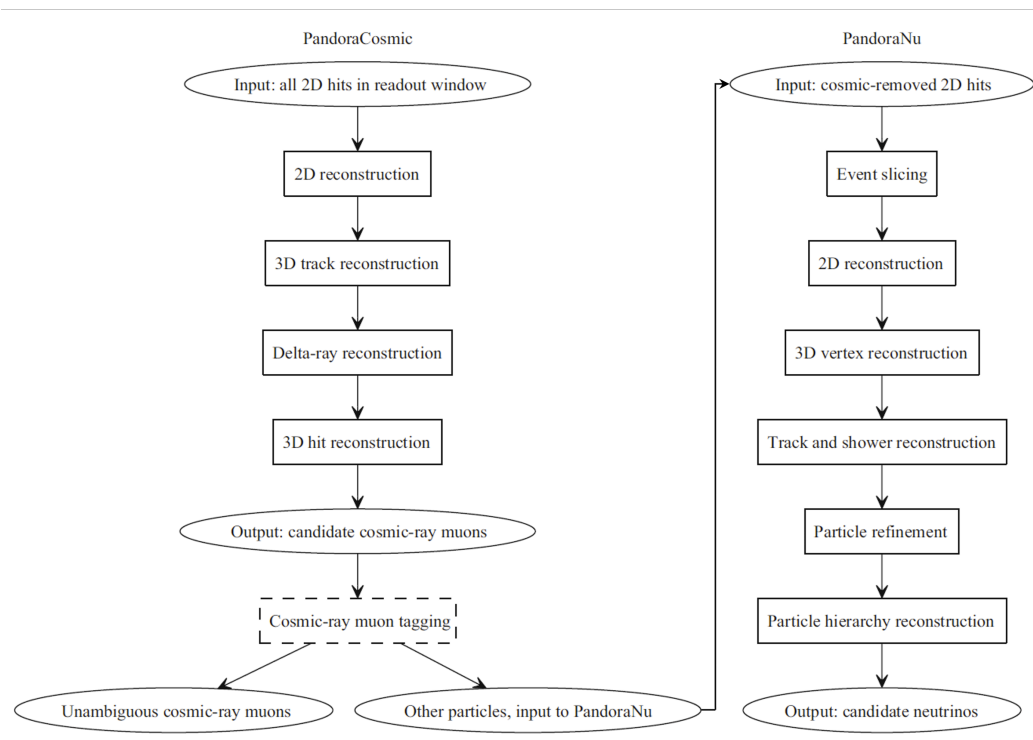 PandoraCosmic
Input: all 2D hits in readout window
2D reconstruction
3D track reconstruction
Delta-ray reconstruction
3D hit reconstruction
Output: candidate cosmic-ray muons
Cosmic-ray muon tagging
Unambiguous cosmic-ray muons
Other particles, input to PandoraNu
PandoraNu
Input: cosmic-removed 2D hits
Event slicing
2D reconstruction
3D vertex reconstruction
Track and shower reconstruction
Particle refinement
Particle hierarchy reconstruction
Output: candidate neutrinos